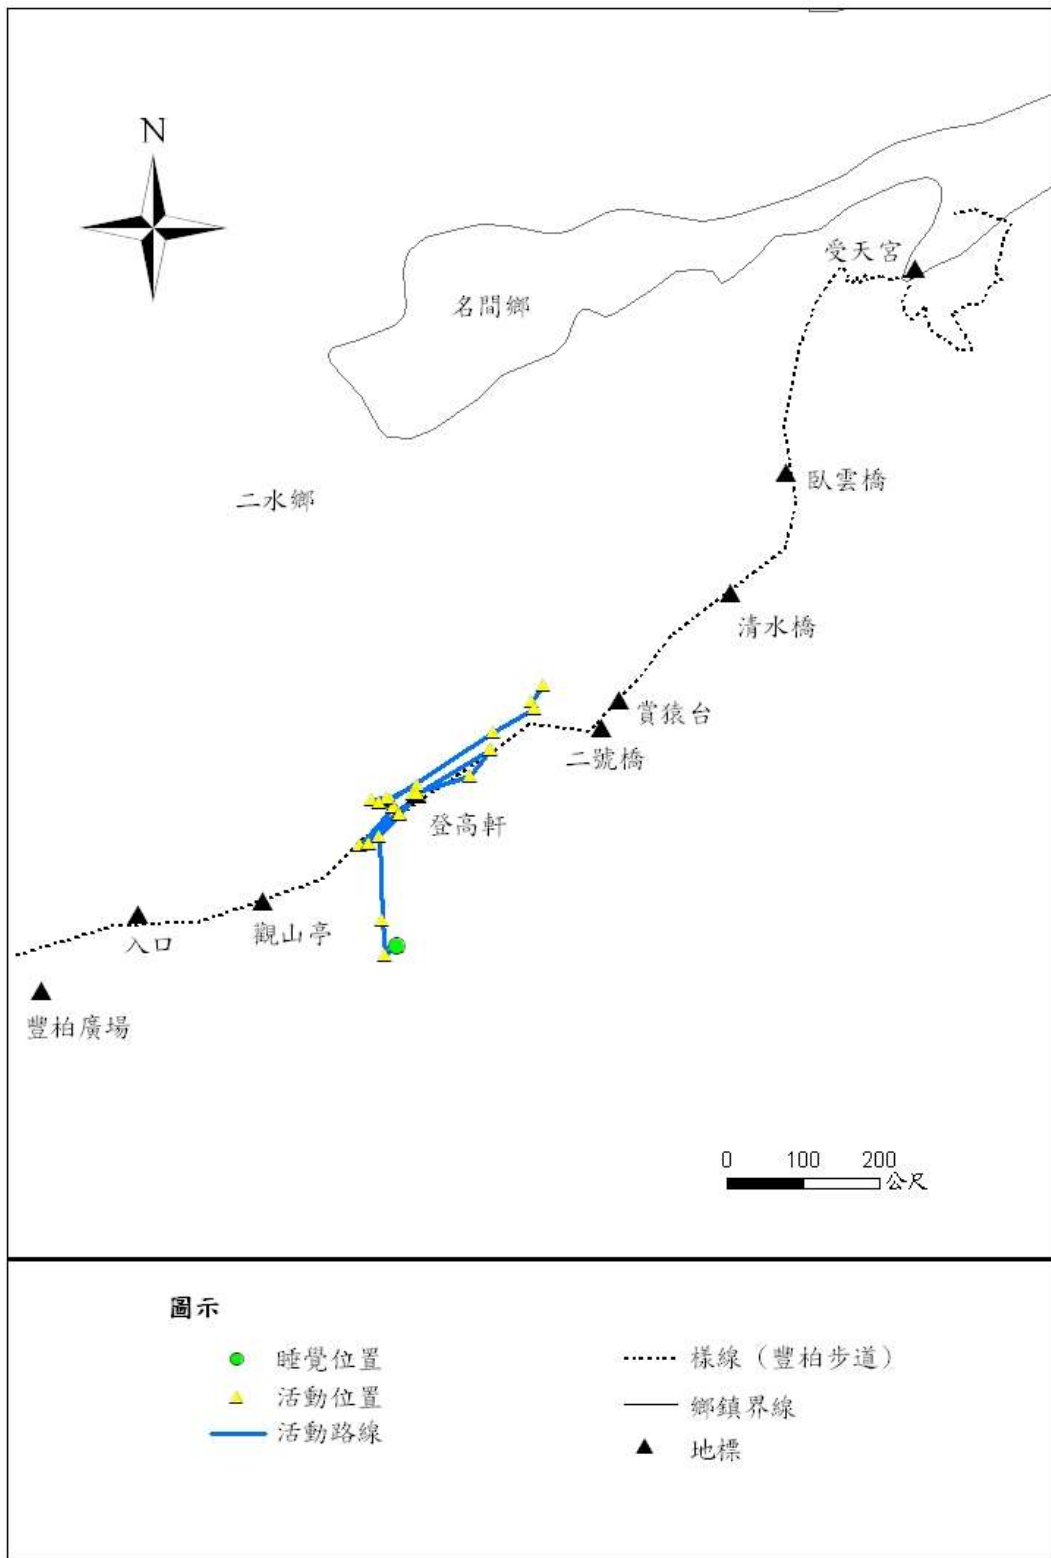 N
受天宮
名間鄉
臥雲橋
二水鄉
清水橋
賞猿台
二號橋
登高軒
觀山亭
入口
豐柏廣場
0 100 200
公尺
圖示
睡覺位置
活動位置
活動路線
樣線（豐柏步道）
鄉鎮界線
地標